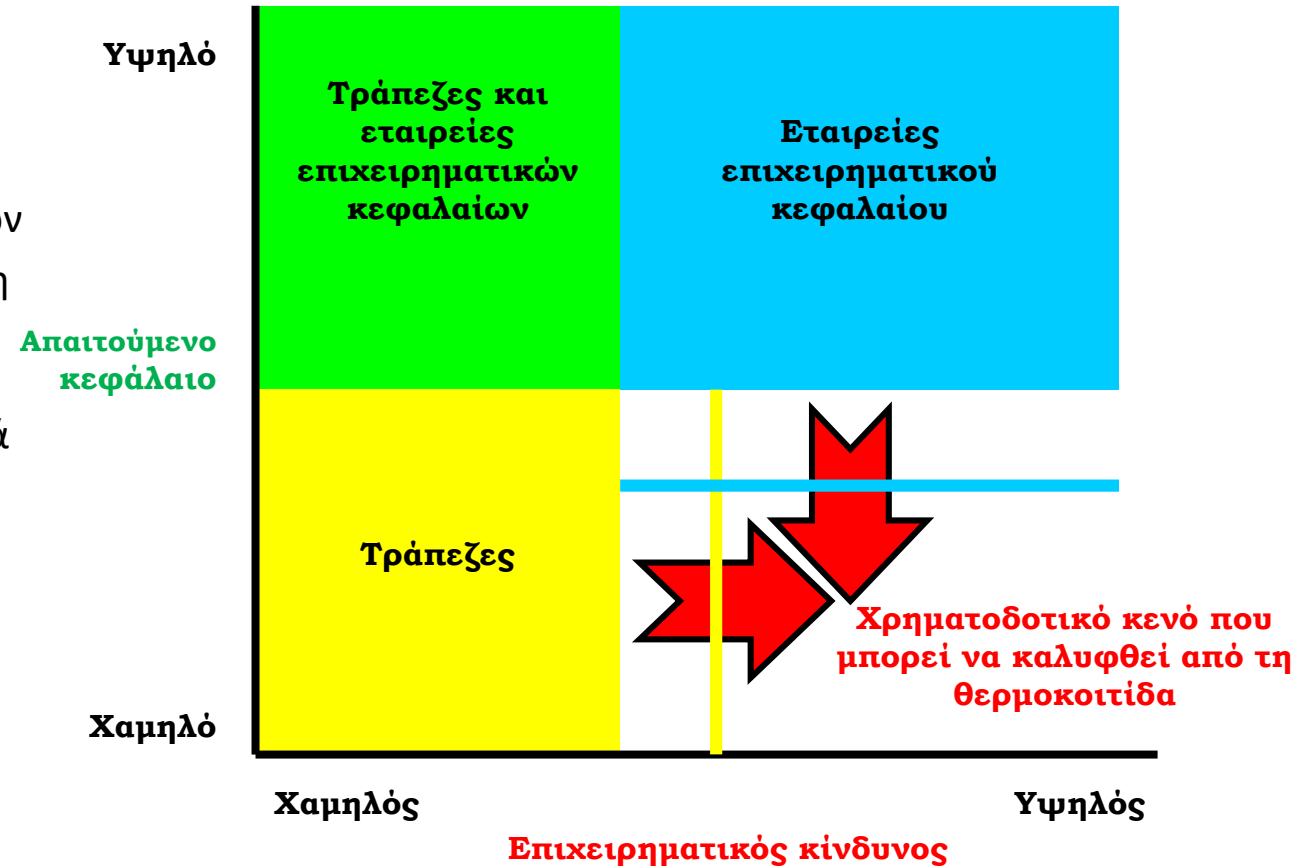 Υψηλό
Τράπεζες και
εταιρείες
επιχειρηματικών
κεφαλαίων
Εταιρείες
επιχειρηματικού
κεφαλαίου
Απαιτούμενο
κεφάλαιο
Τράπεζες
Χρηματοδοτικό κενό που
μπορεί να καλυφθεί από τη
θερμοκοιτίδα
Χαμηλό
Χαμηλός
Υψηλός
Επιχειρηματικός κίνδυνος